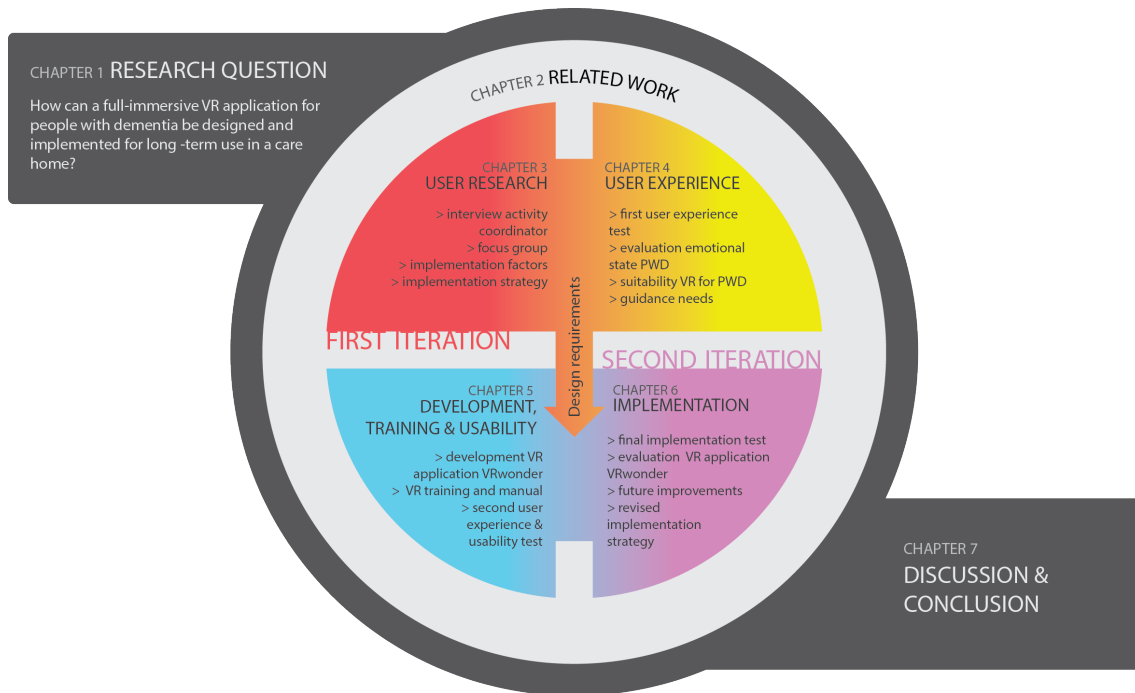 CHAPTER 1 RESEARCH QUESTION
How can a full-immersive VR application for
people with dementia be designed and
implemented for long -term use in a care
home?
CHAPTER 2 RELATED WORK
CHAPTER 3
USER RESEARCH
> interview activity
coordinator
> focus group
> implementation factors
> implementation strategy
CHAPTER 4
USER EXPERIENCE
> first user experience
test
> evaluation emotional
state PWD
> suitability VR for PWD
> guidance needs
Design requirements
FIRST ITERATION
SECOND ITERATION
CHAPTER 5
DEVELOPMENT,
TRAINING & USABILITY
> development VR
application VRwonder
> VR training and manual
> second user
experience &
usability test
CHAPTER 6
IMPLEMENTATION
> final implementation test
> evaluation VR application
VRwonder
> future improvements
> revised
implementation
strategy
CHAPTER 7
DISCUSSION &
CONCLUSION